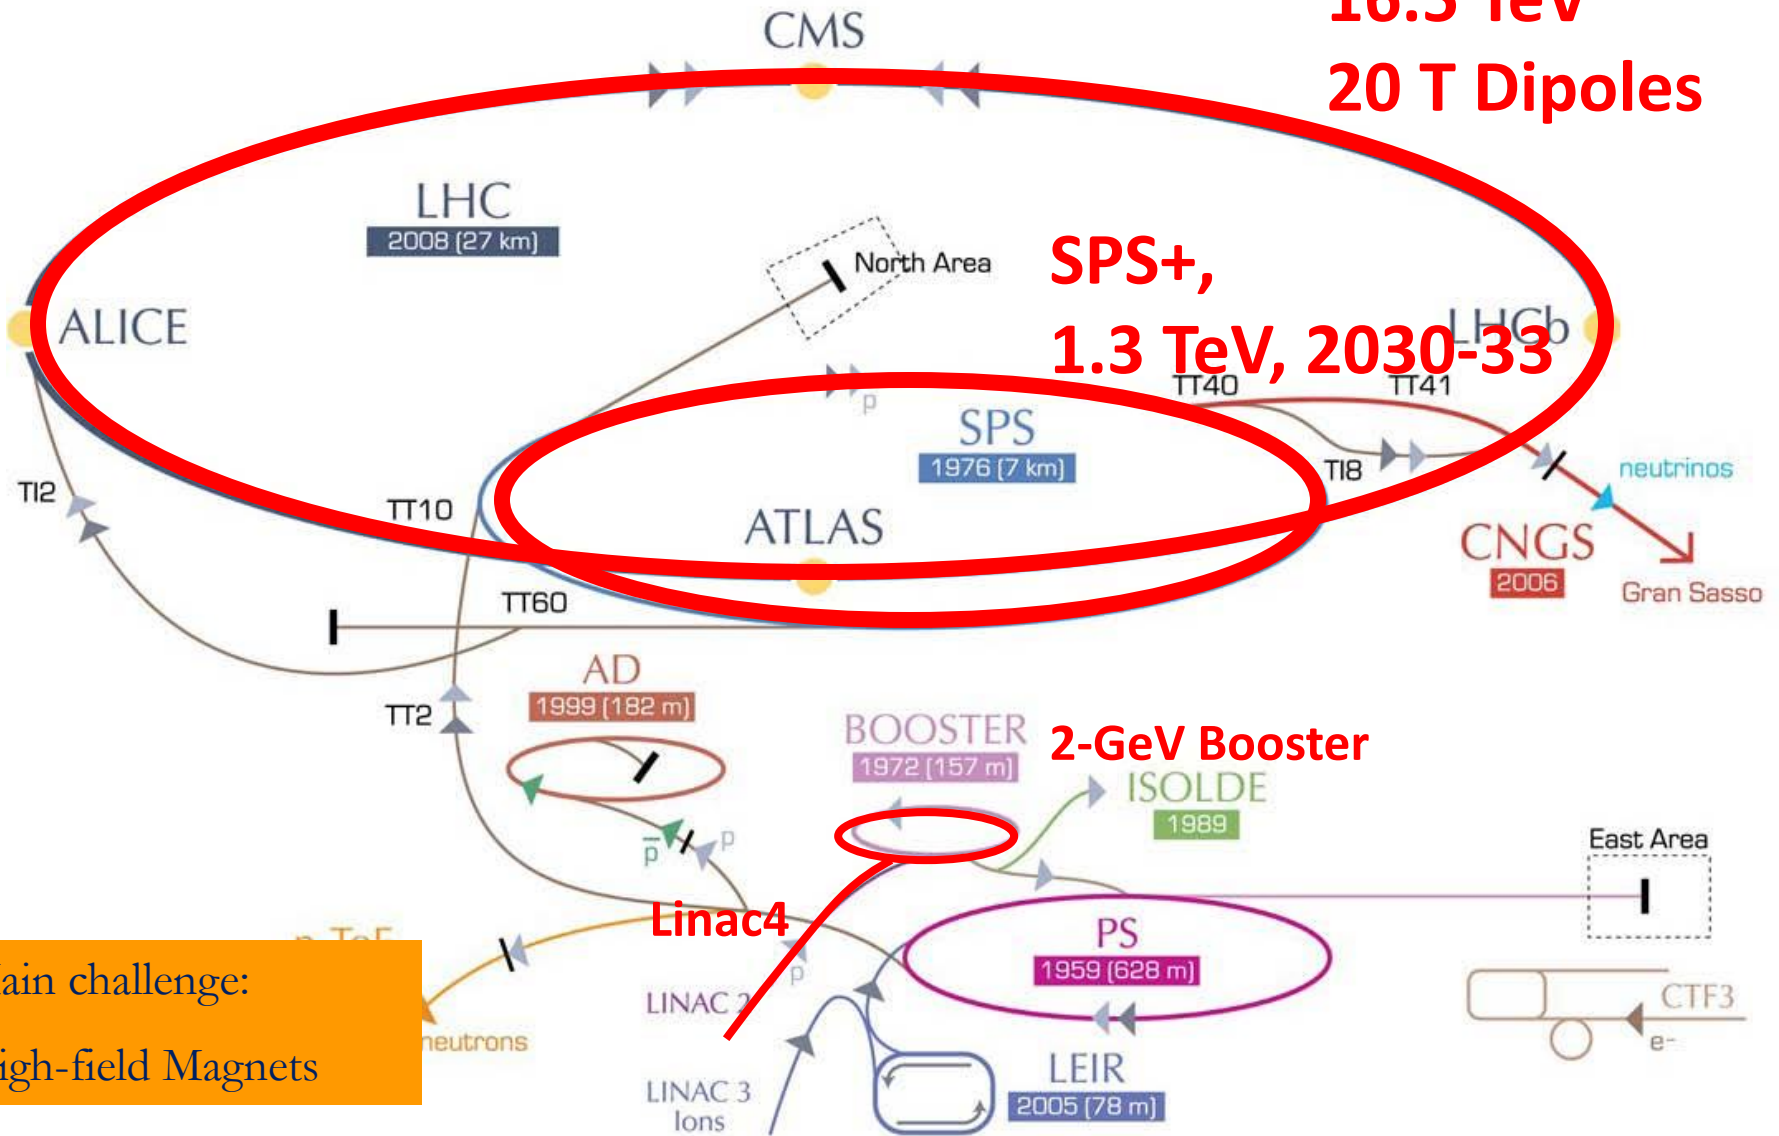 16.5 TeV
20 T Dipoles
CMS
LHC
2008 (27 km)
North Area
SPS+,
1.3 TeV, 2030-33
ALICE
LHCb
TT40
TT41
p
SPS
1976 (7 km)
TI8
neutrinos
TI2
TT10
ATLAS
CNGS
2006
Gran Sasso
TT60
AD
1999 (182 m)
TT2
BOOSTER
1972 (157 m)
2-GeV Booster
ISOLDE
1989
East Area
p
p
Linac4
PS
1959 (628 m)
p
LINAC 2
neutrons
CTF3
e-
LEIR
2005 (78 m)
LINAC 3
Ions
ain challenge:
igh-field Magnets